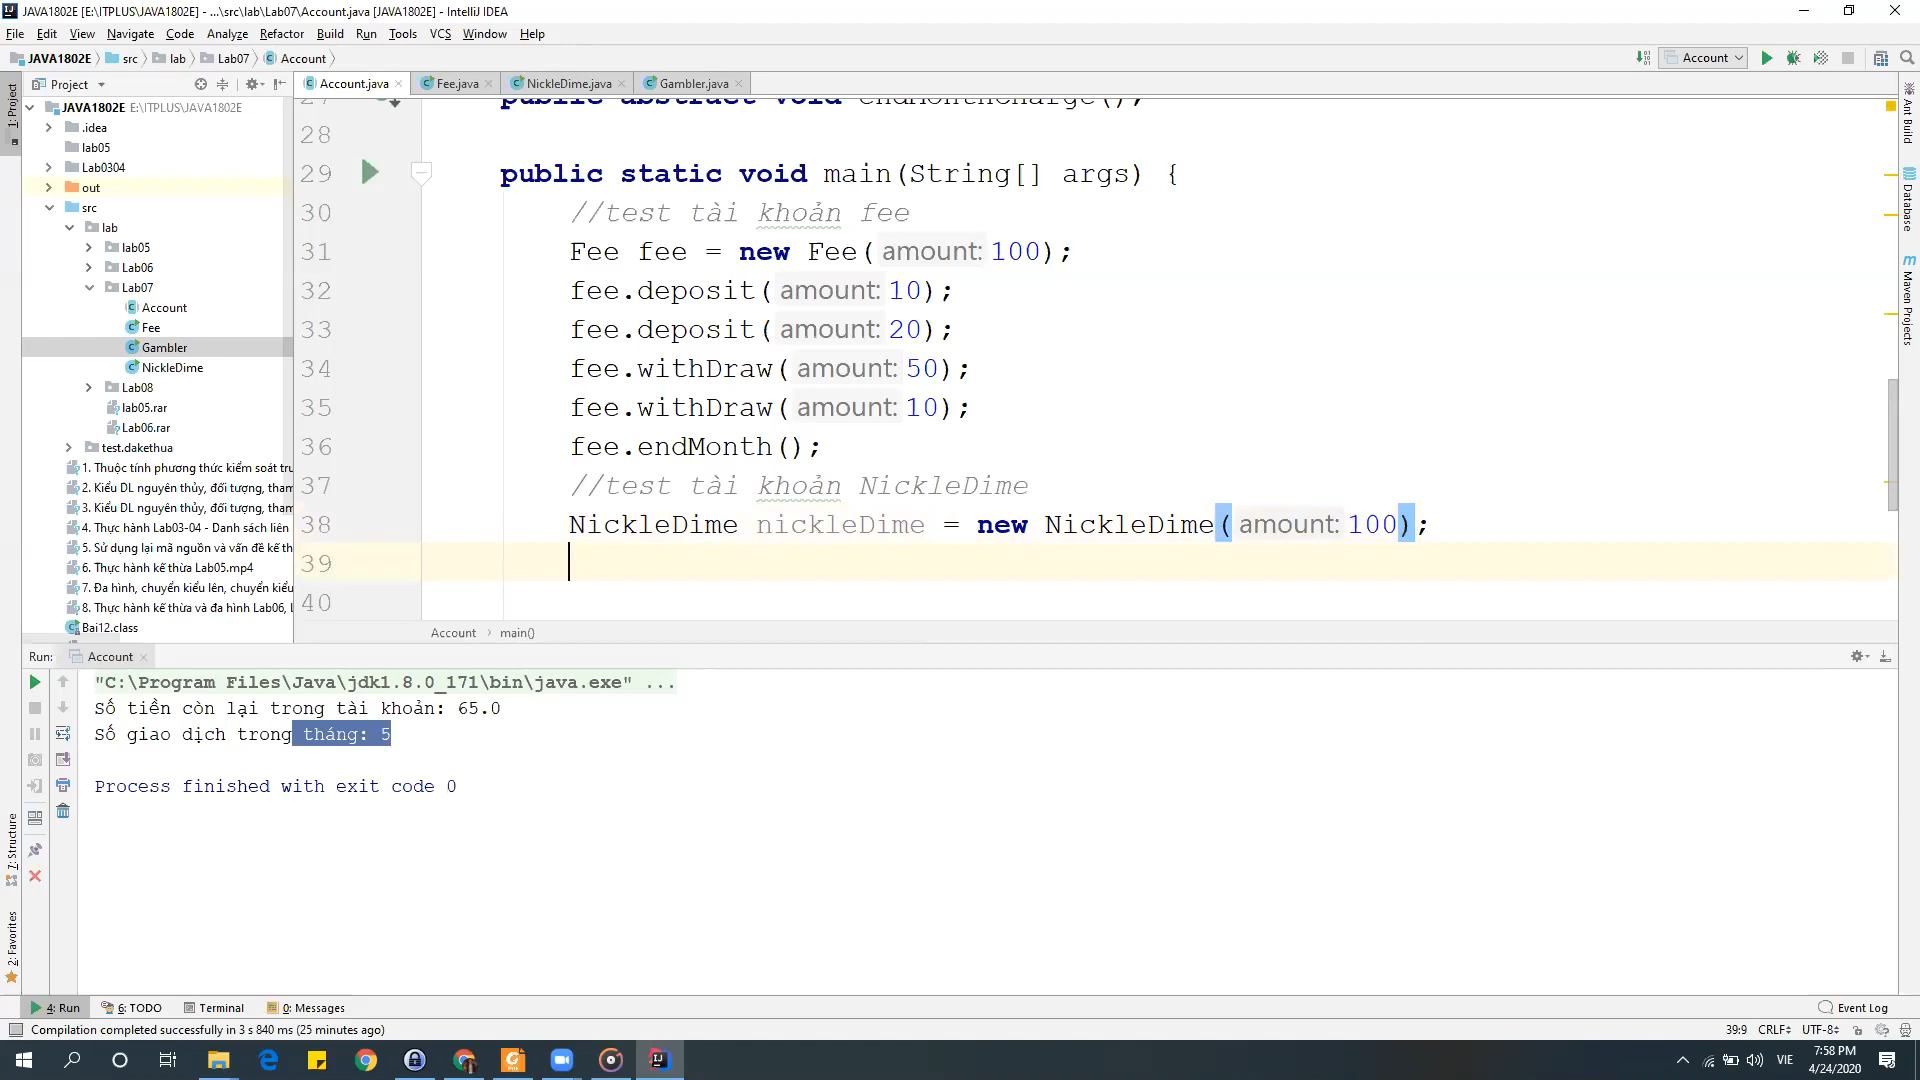 JAVA1802E [E:\ITPLUS\JAVA1802E] - ...\src\lab\Lab07\Account.java [JAVA1802E] - IntelliJ IDEA
File Edit View Navigate Code Analyze Refactor Build Run Tools VCS Window Help
JAVA1802E src lab Lab07 Account
Account
Project
Account.java Fee.java NickleDime.java Gambler.java
JAVA1802E E:\ITPLUS\JAVA1802E
.idea
lab05
Lab0304
out
src
lab
lab05
Lab06
Lab07
Account
Fee
Gambler
NickleDime
Lab08
lab05.rar
Lab06.rar
test.dakethua
1. Thuộc tính phương thức kiểm soát tru
2. Kiểu DL nguyên thủy, đối tượng, tham
3. Kiểu DL nguyên thủy, đối tượng, tham
4. Thực hành Lab03-04 - Danh sách liên
5. Sử dụng lại mã nguồn và vấn đề kế th
6. Thực hành kế thừa Lab05.mp4
7. Đa hình, chuyển kiểu lên, chuyển kiểu
8. Thực hành kế thừa và đa hình Lab06, L
Bai12.class
1: Project
7: Structure
2: Favorites
27 public abstract void endMonthCharge();
28
29 public static void main(String[] args) {
30 //test tài khoản fee
31 Fee fee = new Fee( amount: 100);
32 fee.deposit( amount: 10);
33 fee.deposit( amount: 20);
34 fee.withDraw( amount: 50);
35 fee.withDraw( amount: 10);
36 fee.endMonth();
37 //test tài khoản NickleDime
38 NickleDime nickleDime = new NickleDime( amount: 100);
39
40
Account main()
Ant Build
Database
Maven Projects
Run: Account
"C:\Program Files\Java\jdk1.8.0_171\bin\java.exe" ...
Số tiền còn lại trong tài khoản: 65.0
Số giao dịch trong tháng: 5
Process finished with exit code 0
4: Run 6: TODO Terminal 0: Messages Event Log
Compilation completed successfully in 3 s 840 ms (25 minutes ago) 39:9 CRLF UTF-8
VIE
7:58 PM
4/24/2020